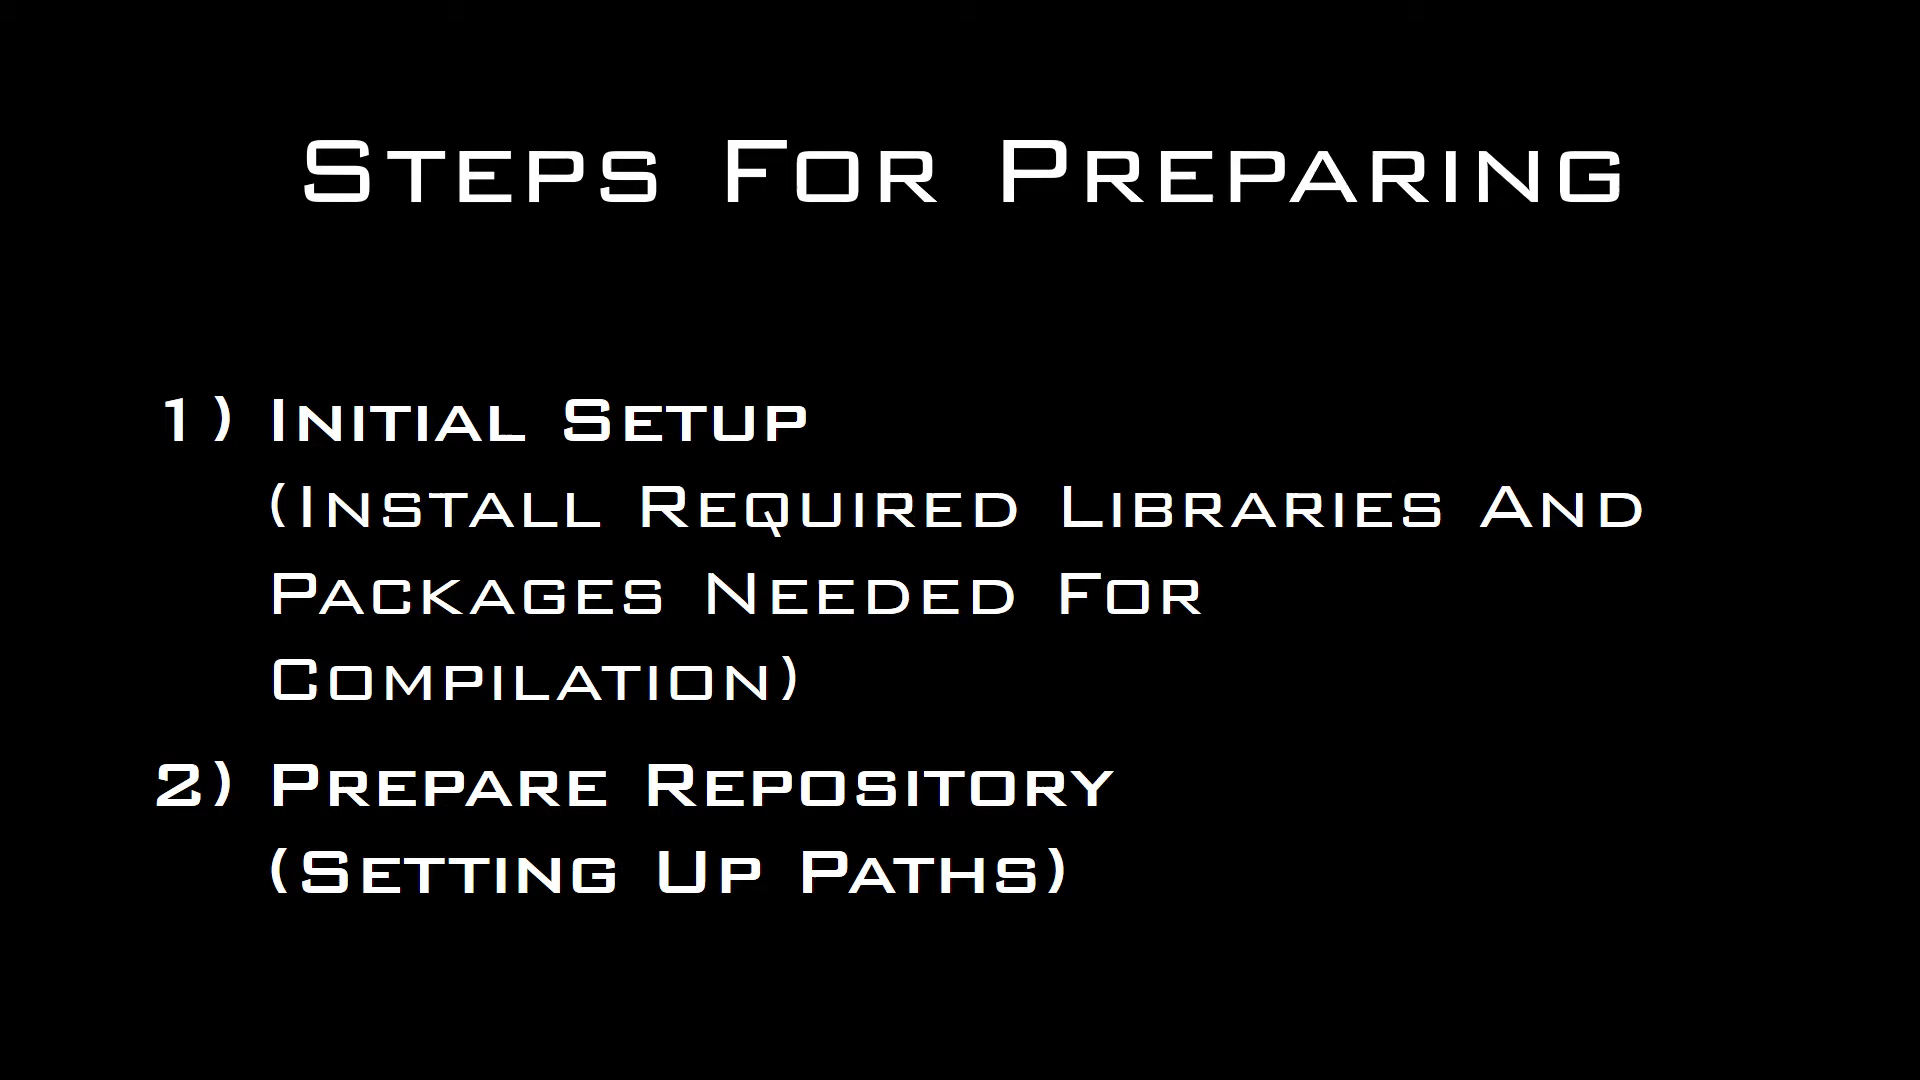 Steps For Preparing
1) Initial Setup
(Install Required Libraries And
Packages Needed For
Compilation)
2) Prepare Repository
(Setting Up Paths)